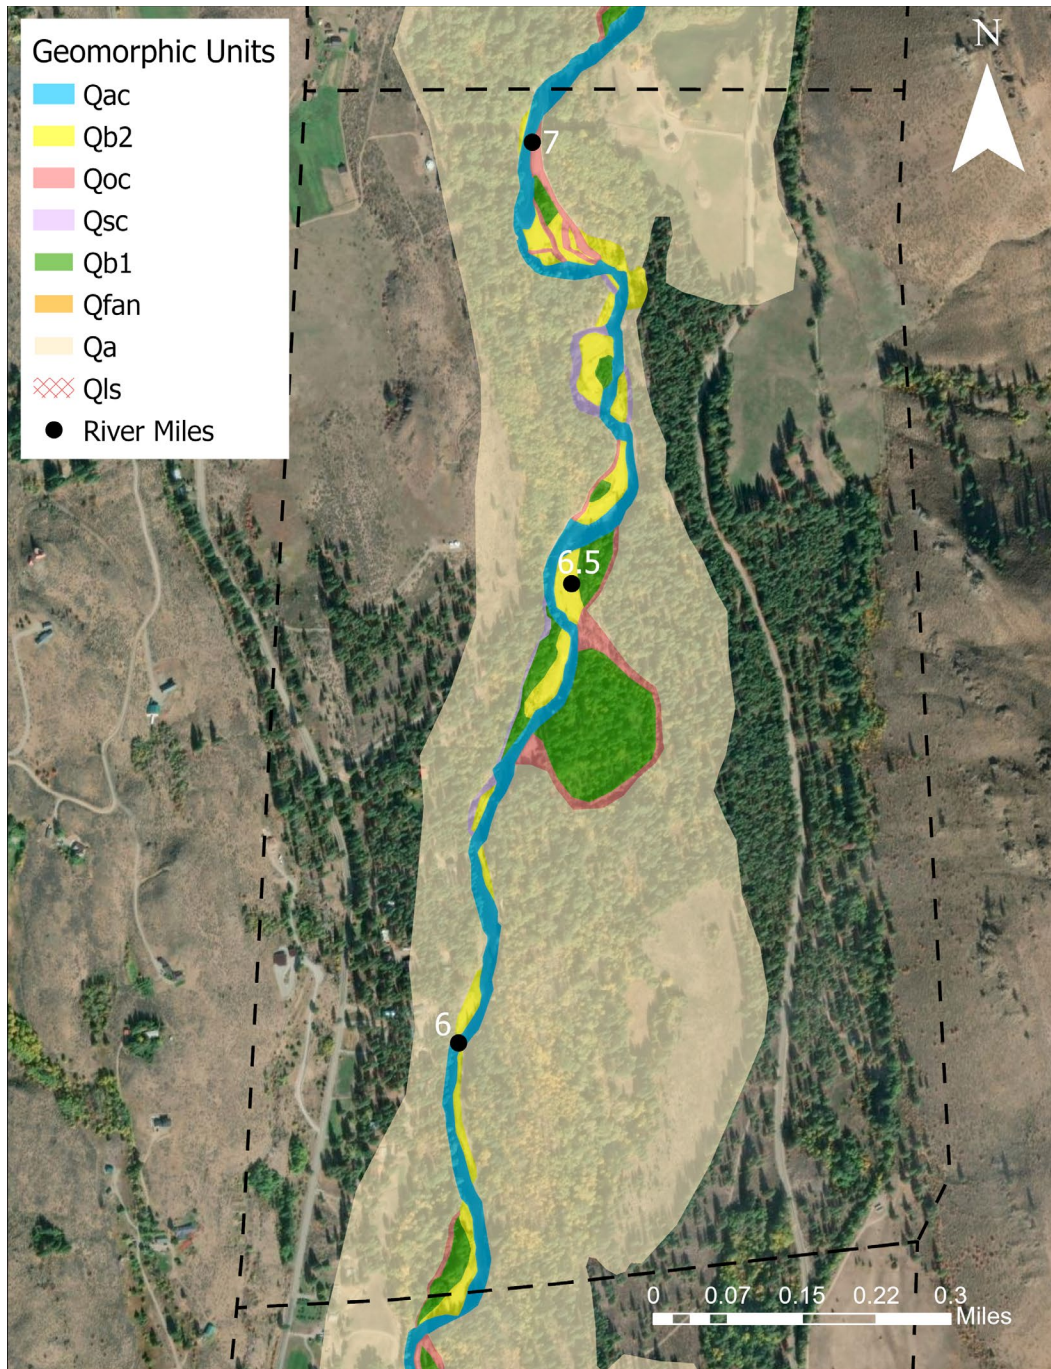 Geomorphic Units
Qac
Qb2
Qoc
Qsc
Qb1
Qfan
Qa
Qls
River Miles
N
7
6.5
6
0 0.07 0.15 0.22 0.3
Miles